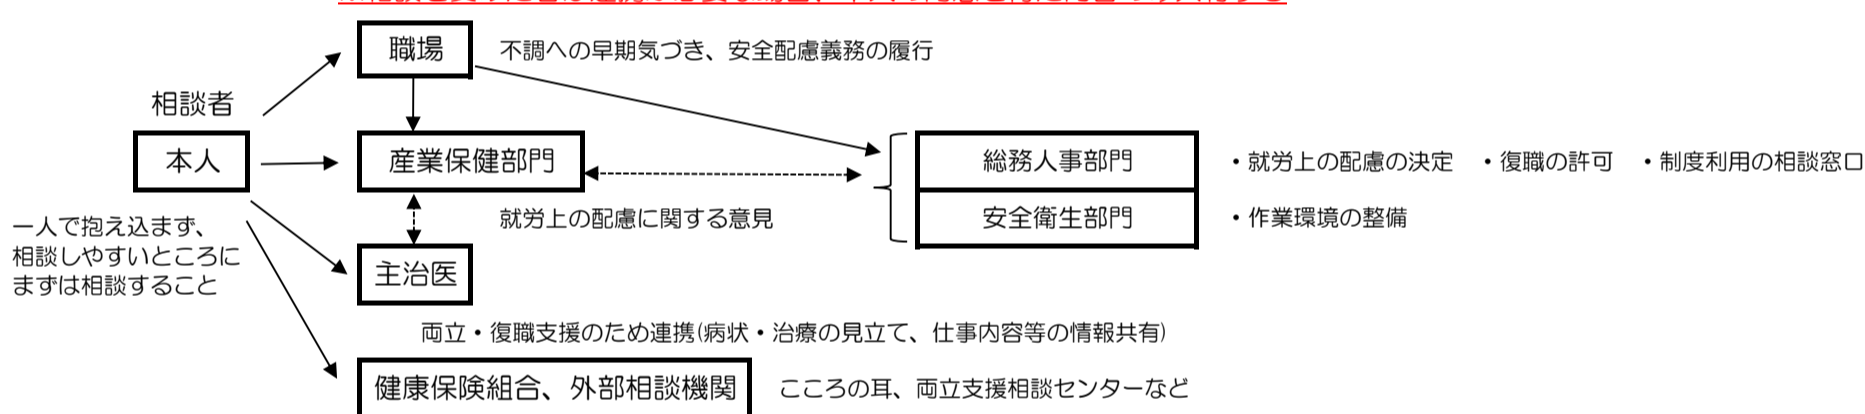 職場
不調への早期気づき、安全配慮義務の履行
相談者
本人
産業保健部門
総務人事部門
・就労上の配慮の決定　・復職の許可　・制度利用の相談窓口
一人で抱え込まず、
相談しやすいところに
まずは相談すること
就労上の配慮に関する意見
安全衛生部門
・作業環境の整備
主治医
両立・復職支援のため連携(病状・治療の見立て、仕事内容等の情報共有)
健康保険組合、外部相談機関
こころの耳、両立支援相談センターなど